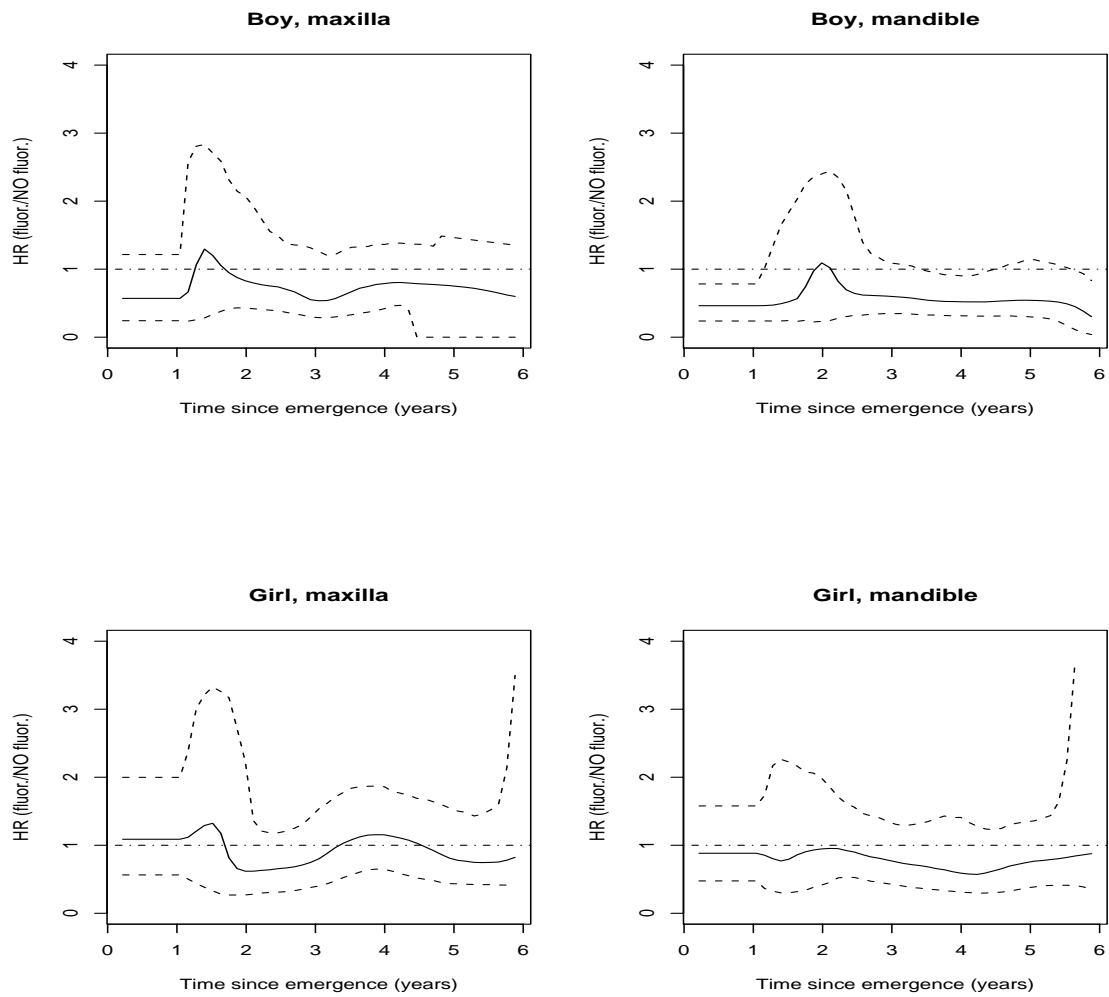 Boy, maxilla
HR (fluor./NO fluor.)
4
3
2
1
0
0 1 2 3 4 5 6
Time since emergence (years)
Boy, mandible
HR (fluor./NO fluor.)
4
3
2
1
0
0 1 2 3 4 5 6
Time since emergence (years)
Girl, maxilla
HR (fluor./NO fluor.)
4
3
2
1
0
0 1 2 3 4 5 6
Time since emergence (years)
Girl, mandible
HR (fluor./NO fluor.)
4
3
2
1
0
0 1 2 3 4 5 6
Time since emergence (years)